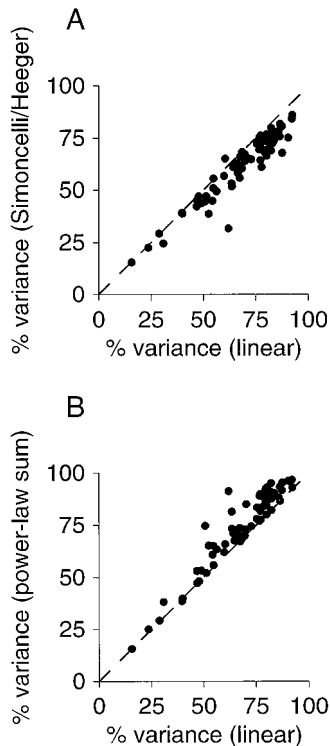 A
% variance (Simoncelli/Heeger)
100
75
50
25
0
0 25 50 75 100
% variance (linear)
B
% variance (power-law sum)
100
75
50
25
0
0 25 50 75 100
% variance (linear)